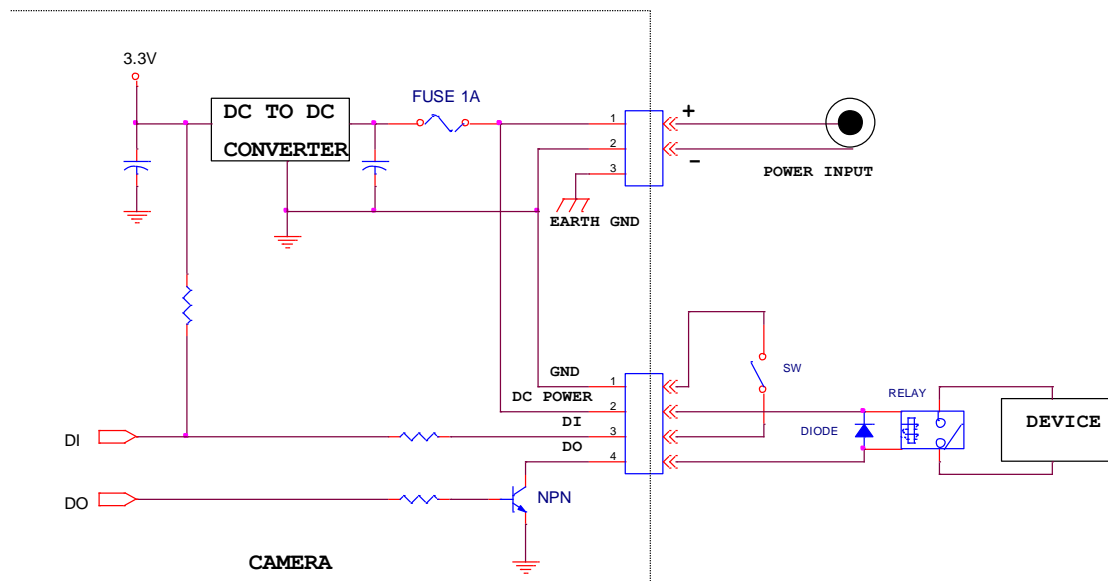 3.3V
FUSE 1A
DC TO DC
CONVERTER
1
2
3
+
-
POWER INPUT
EARTH GND
GND
DC POWER
DI
DO
1
2
3
4
SW
RELAY
DIODE
DEVICE
DI
DO
NPN
CAMERA